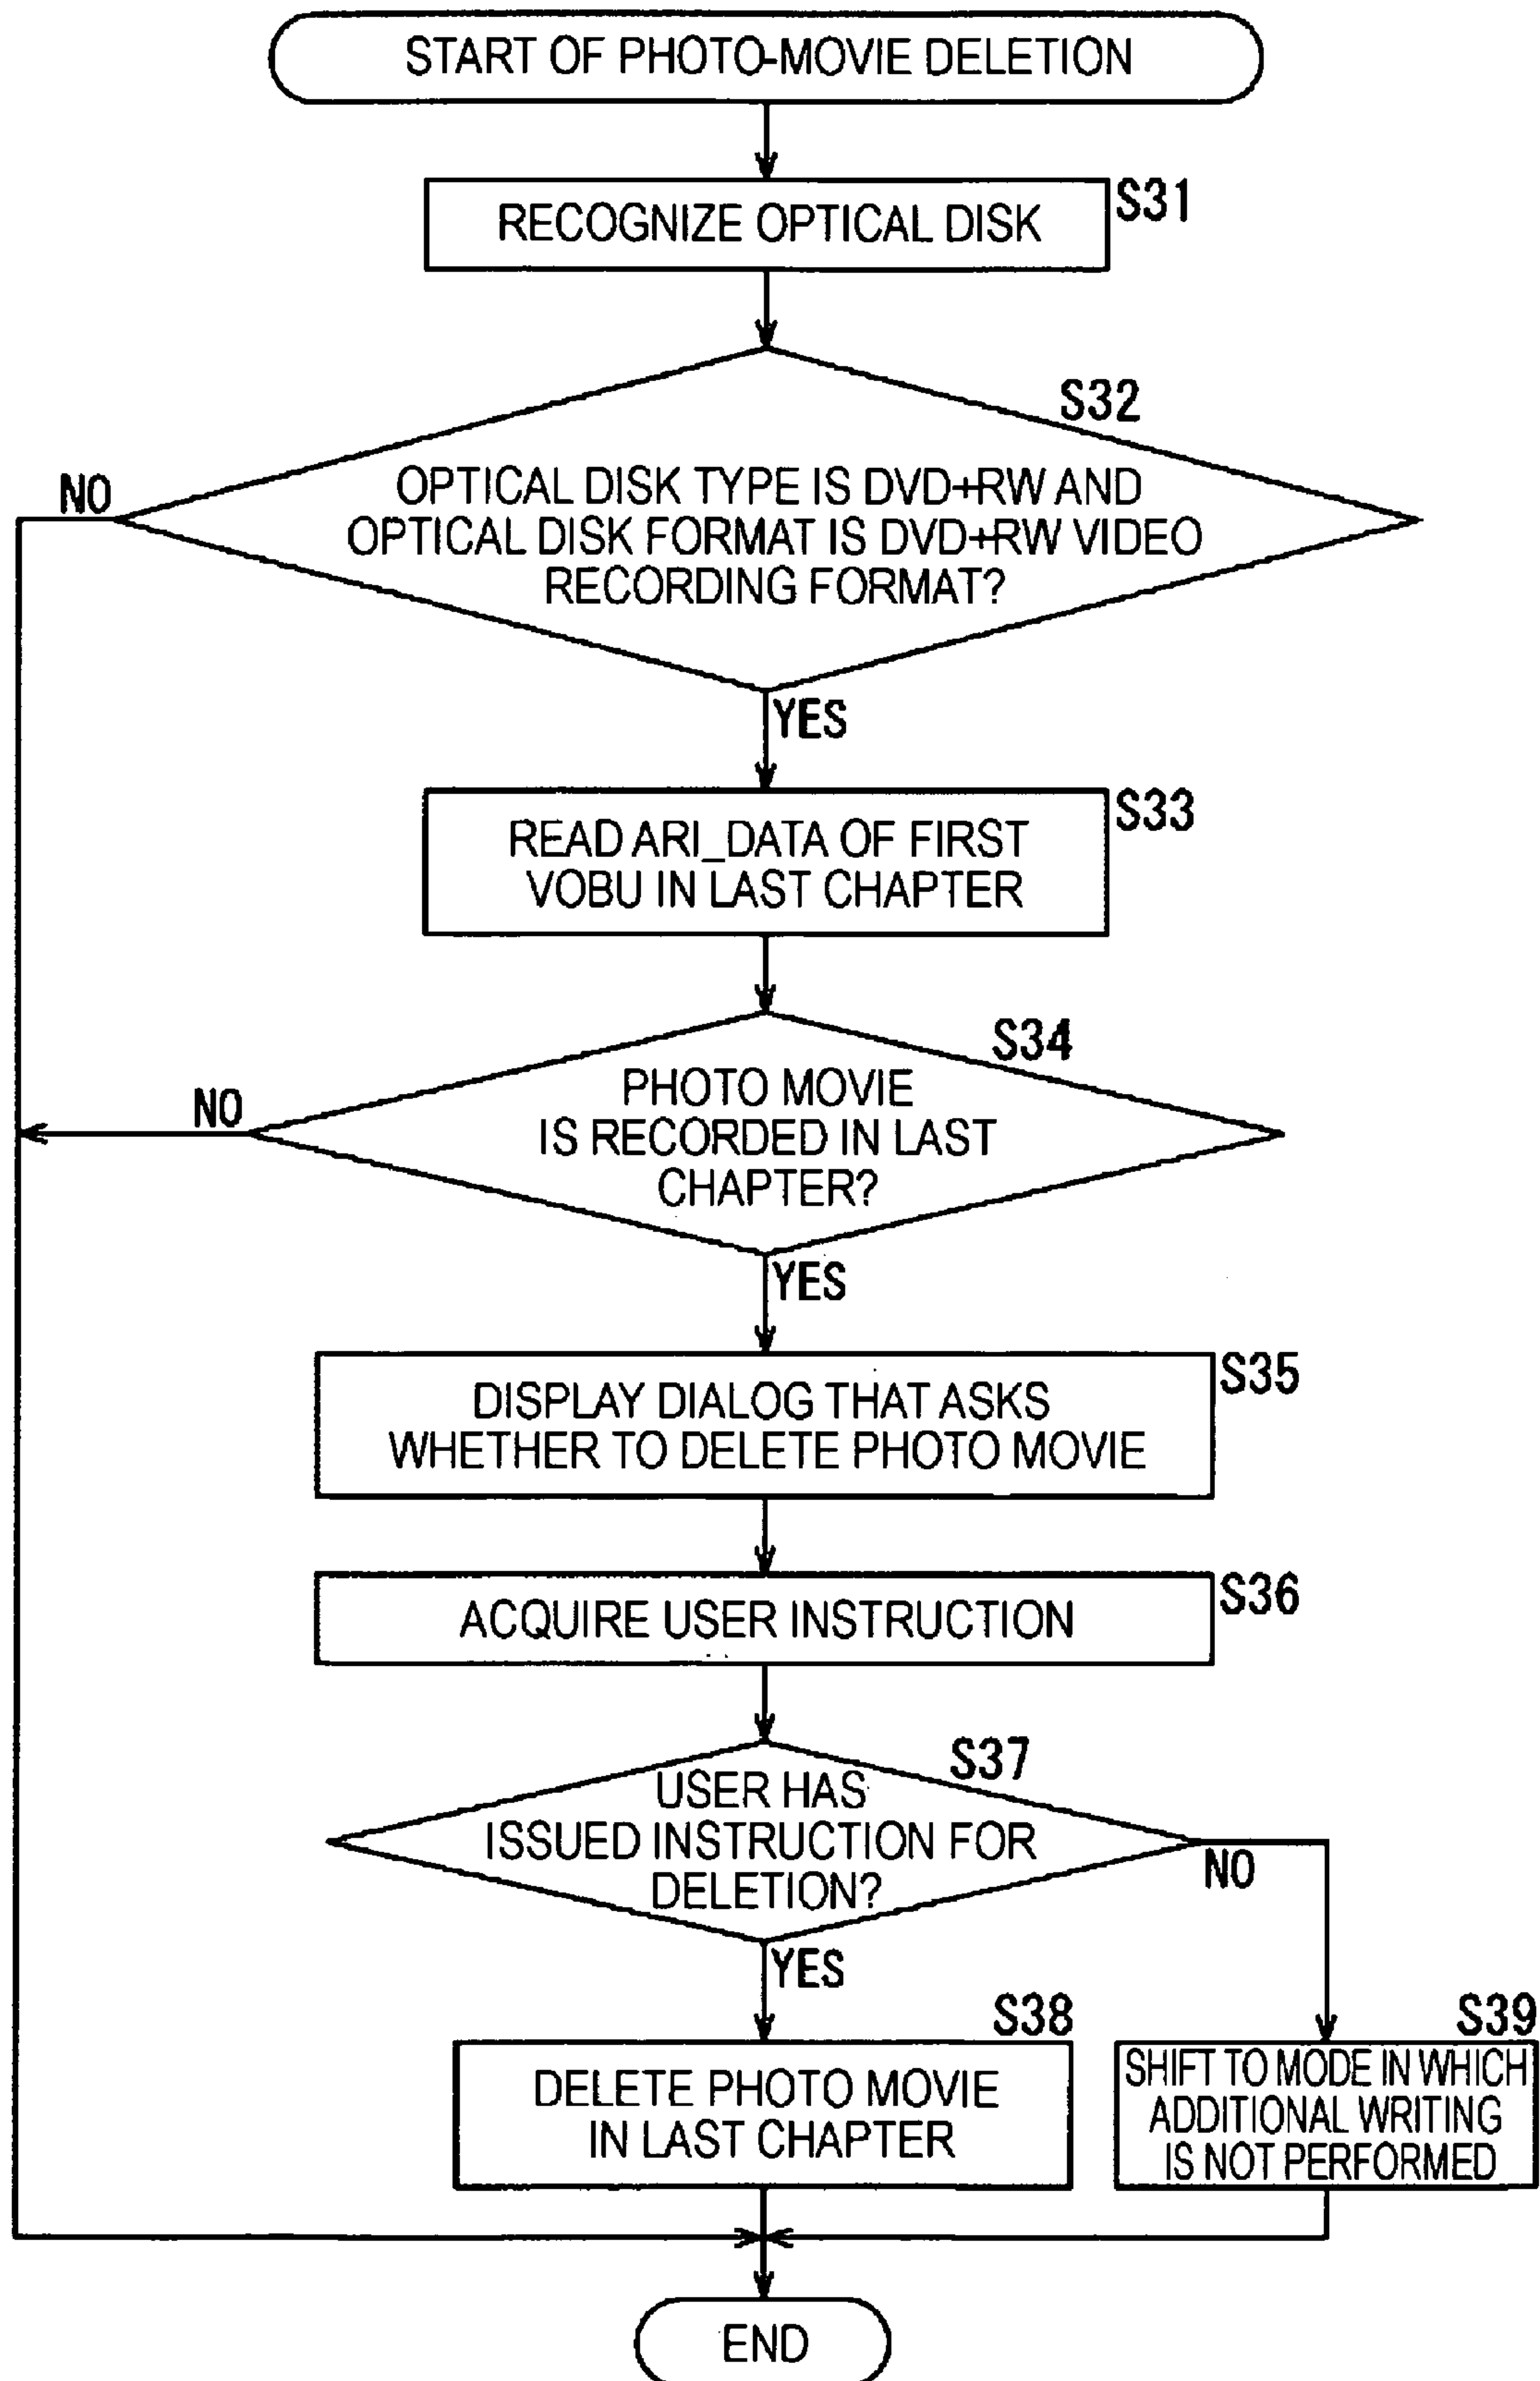 START OF PHOTO-MOVIE DELETION
S31
RECOGNIZE OPTICAL DISK
S32
NO
OPTICAL DISK TYPE IS DVD+RW AND
OPTICAL DISK FORMAT IS DVD+RW VIDEO
RECORDING FORMAT?
YES
S33
READ ARI_DATA OF FIRST
VOBU IN LAST CHAPTER
S34
NO
PHOTO MOVIE
IS RECORDED IN LAST
CHAPTER?
YES
S35
DISPLAY DIALOG THAT ASKS
WHETHER TO DELETE PHOTO MOVIE
S36
ACQUIRE USER INSTRUCTION
S37
USER HAS
ISSUED INSTRUCTION FOR
DELETION?
NO
YES
S38
DELETE PHOTO MOVIE
IN LAST CHAPTER
S39
SHIFT TO MODE IN WHICH
ADDITIONAL WRITING
IS NOT PERFORMED
END